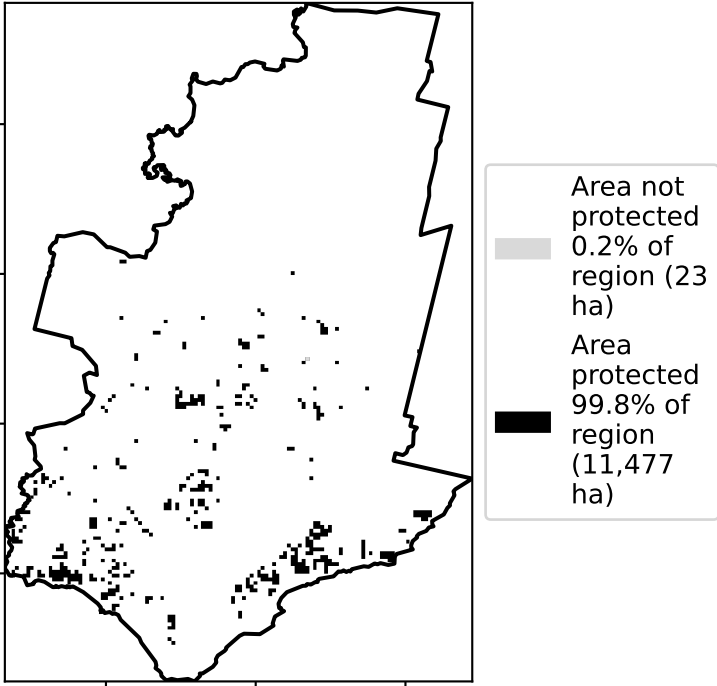 Area not
protected
0.2% of
region (23
ha)
Area
protected
99.8% of
region
(11,477
ha)